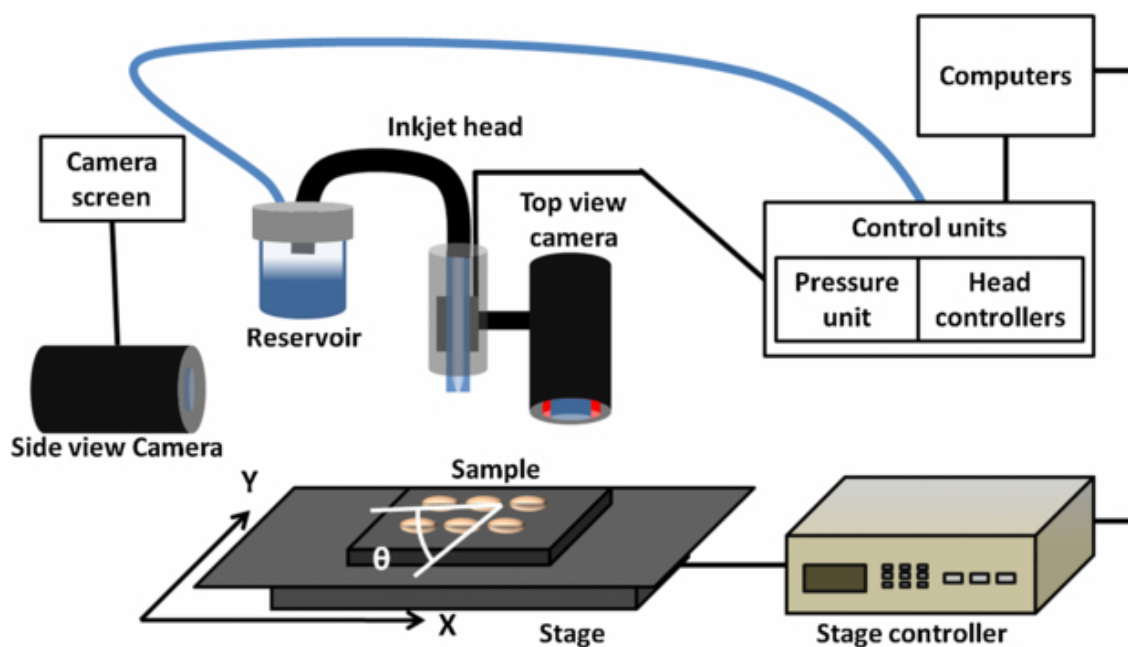 Computers
Inkjet head
Camera
screen
Top view
camera
Control units
Pressure
unit
Head
controllers
Reservoir
Side view Camera
Sample
Y
θ
X
Stage
Stage controller